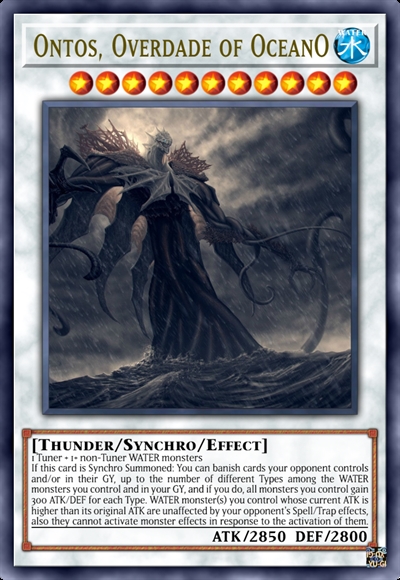 Ontos, Overdade of OceanO
WATER
水
[Thunder/Synchro/Effect]
1 Tuner + 1+ non-Tuner WATER monsters
If this card is Synchro Summoned: You can banish cards your opponent controls
and/or in their GY, up to the number of different Types among the WATER
monsters you control and in your GY, and if you do, all monsters you control gain
300 ATK/DEF for each Type. WATER monster(s) you control whose current ATK is
higher than its original ATK are unaffected by your opponent's Spell/Trap effects,
also they cannot activate monster effects in response to the activation of them.
ATK/2850 DEF/2800